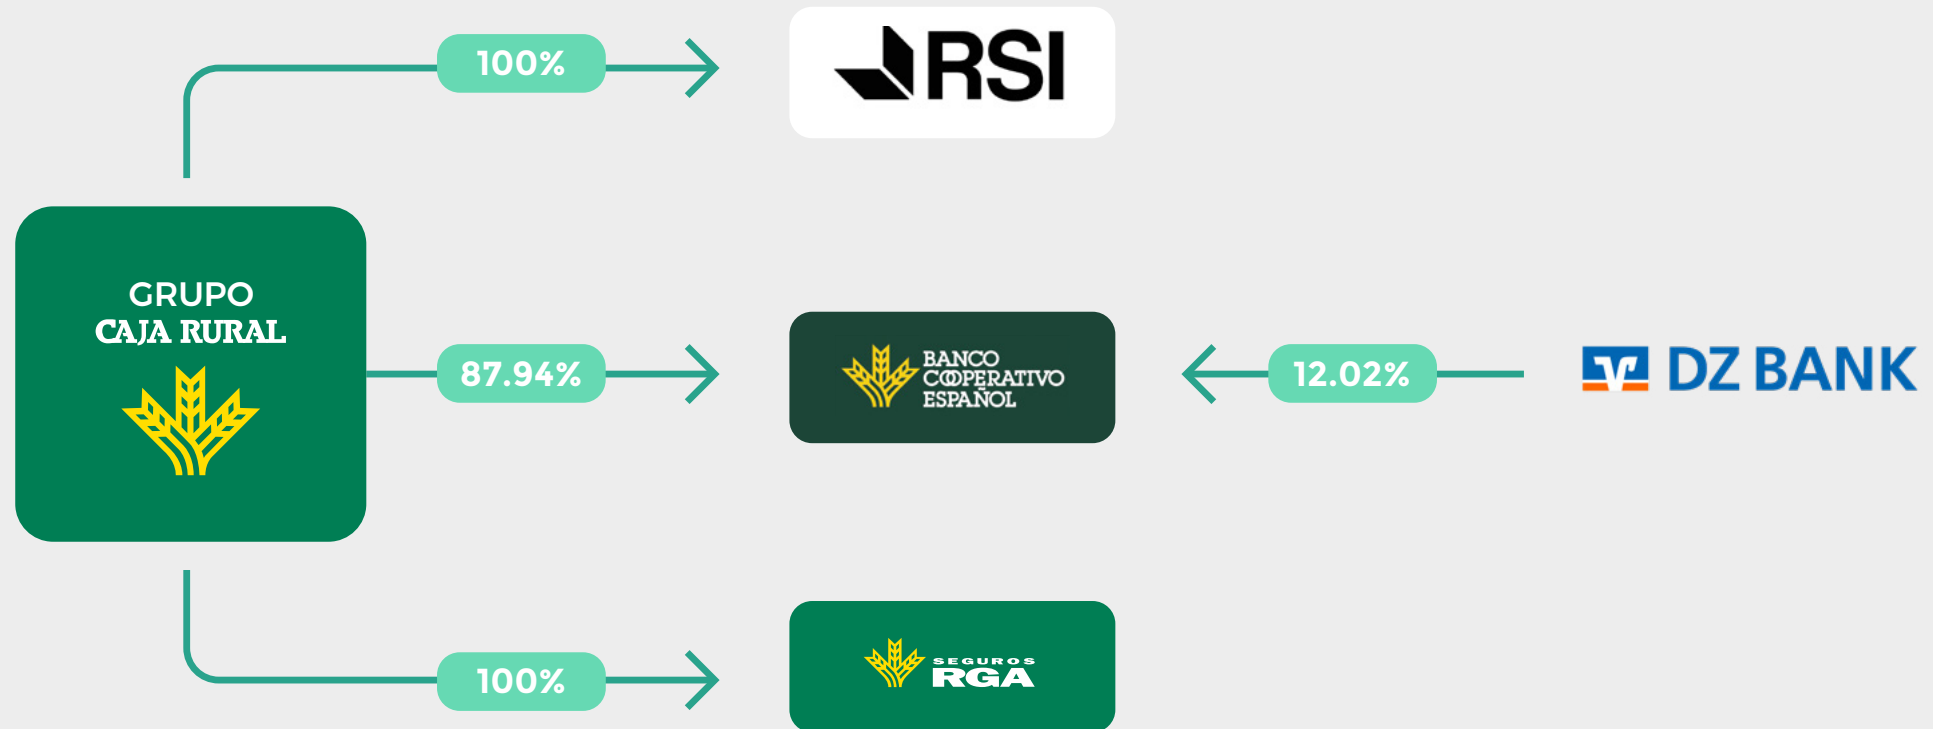 100%
RSI
GRUPO
CAJA RURAL
87.94%
BANCO
COOPERATIVO
ESPAÑOL
12.02%
DZ BANK
100%
SEGUROS
RGA